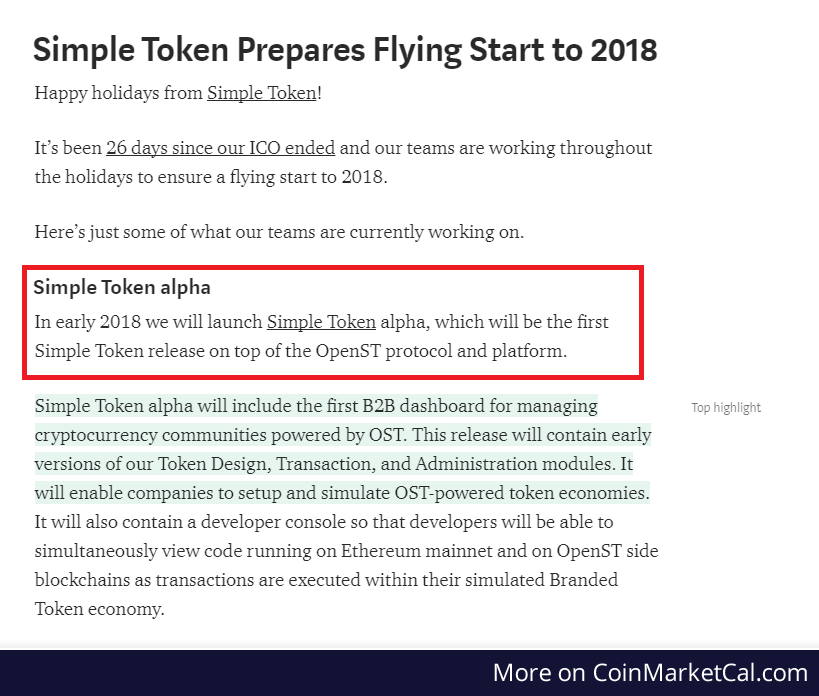 Simple Token Prepares Flying Start to 2018
Happy holidays from Simple Token!
It’s been 26 days since our ICO ended and our teams are working throughout
the holidays to ensure a flying start to 2018.
Here’s just some of what our teams are currently working on.
Simple Token alpha
In early 2018 we will launch Simple Token alpha, which will be the first
Simple Token release on top of the OpenST protocol and platform.
Simple Token alpha will include the first B2B dashboard for managing
Top highlight
cryptocurrency communities powered by OST. This release will contain early
versions of our Token Design, Transaction, and Administration modules. It
will enable companies to setup and simulate OST-powered token economies.
It will also contain a developer console so that developers will be able to
simultaneously view code running on Ethereum mainnet and on OpenST side
blockchains as transactions are executed within their simulated Branded
Token economy.
More on CoinMarketCal.com